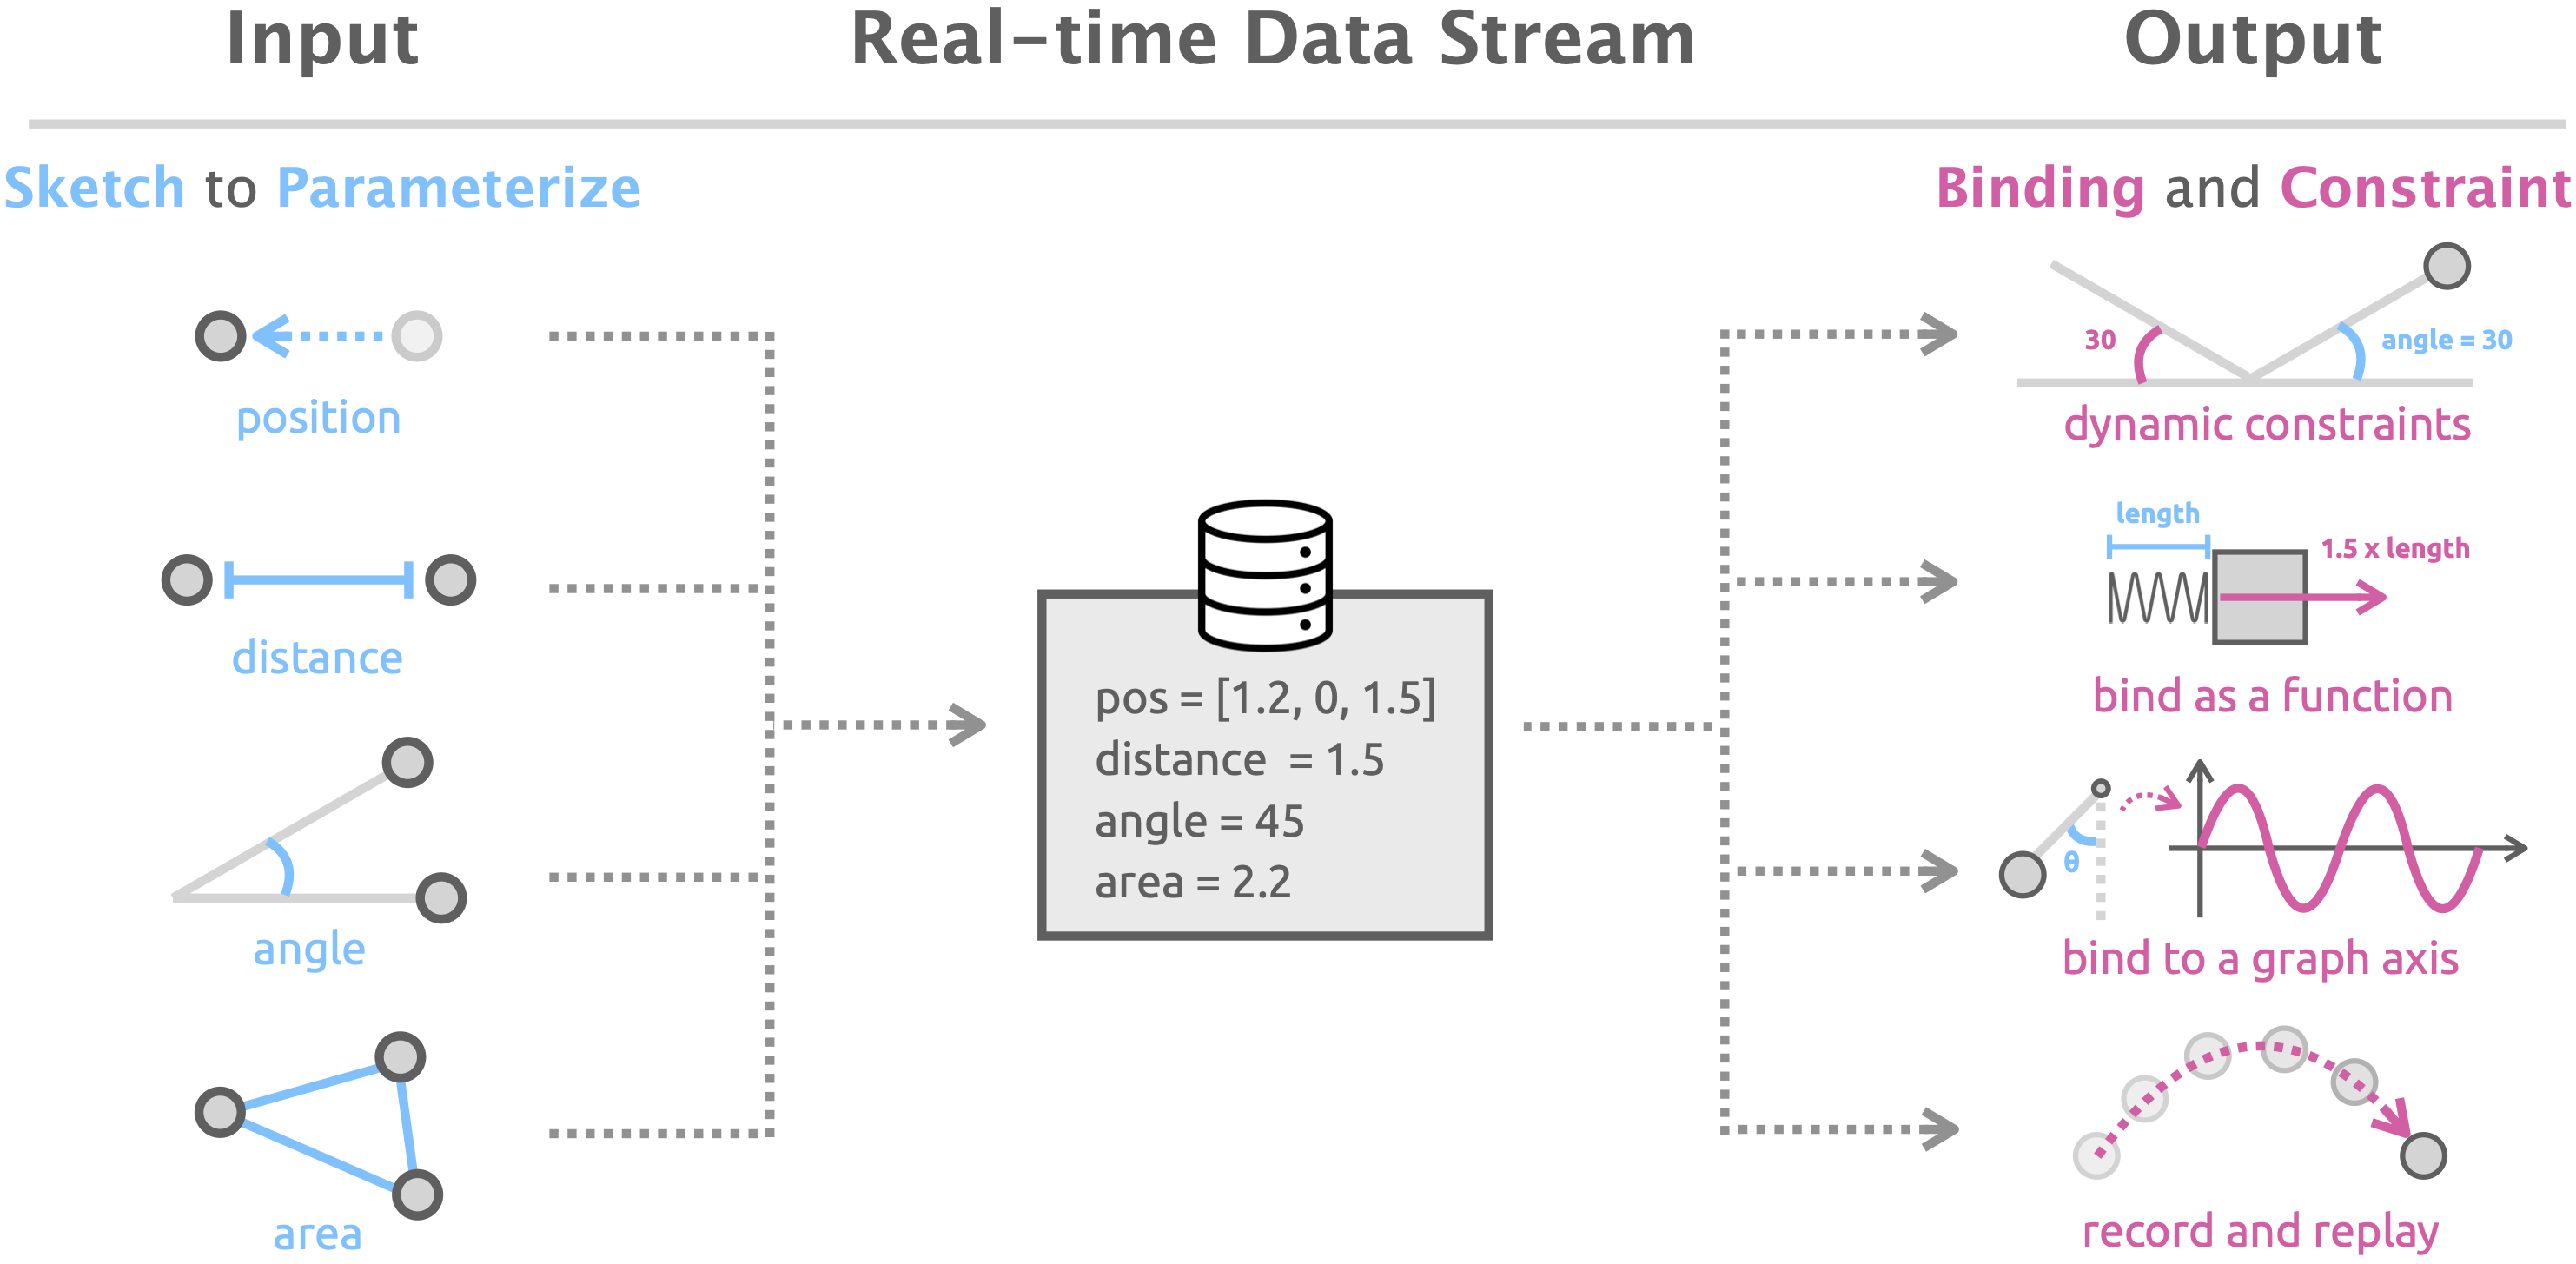 Input
Real-time Data Stream
Output
Sketch to Parameterize
position
distance
angle
area
pos = [1.2, 0, 1.5]
distance = 1.5
angle = 45
area = 2.2
Binding and Constraint
30
angle = 30
dynamic constraints
length
1.5 x length
bind as a function
θ
bind to a graph axis
record and replay